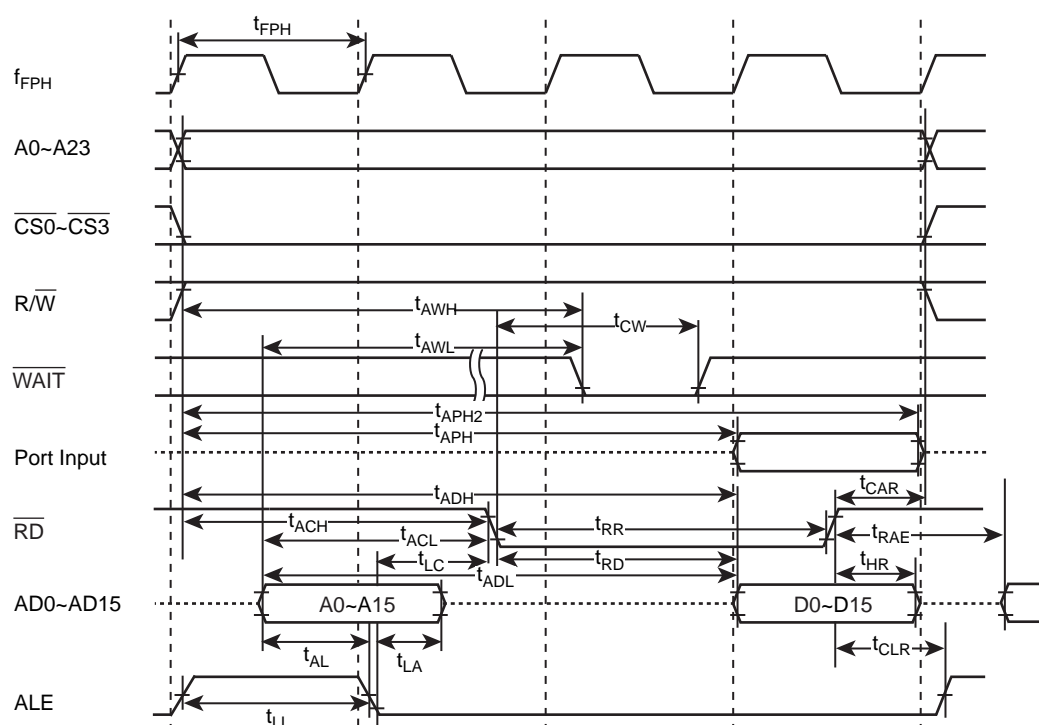 tFPH
fFPH
A0~A23
CS0~CS3
R/W
tAWH
tCW
tAWL
WAIT
tAPH2
tAPH
Port Input
tCAR
tADH
RD
tACH
tRR
tRAE
tACL
tLC
tRD
tHR
tADL
AD0~AD15
A0~A15
D0~D15
tAL
tLA
tCLR
ALE
tLL